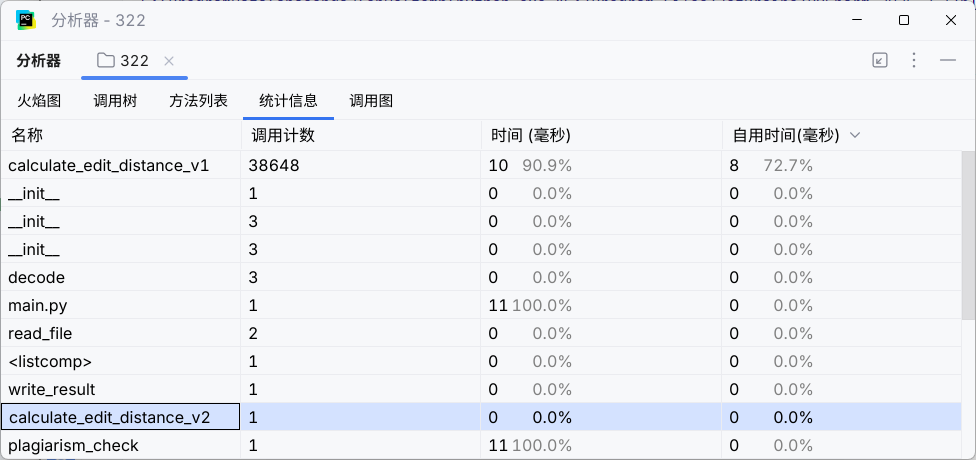 PC
分析器 - 322
分析器 322
火焰图 调用树 方法列表 统计信息 调用图
名称 调用计数 时间 (毫秒) 自用时间(毫秒)
calculate_edit_distance_v1 38648 10 90.9% 8 72.7%
__init__ 1 0 0.0% 0 0.0%
__init__ 3 0 0.0% 0 0.0%
__init__ 3 0 0.0% 0 0.0%
decode 3 0 0.0% 0 0.0%
main.py 1 11 100.0% 0 0.0%
read_file 2 0 0.0% 0 0.0%
<listcomp> 1 0 0.0% 0 0.0%
write_result 1 0 0.0% 0 0.0%
calculate_edit_distance_v2 1 0 0.0% 0 0.0%
plagiarism_check 1 11 100.0% 0 0.0%